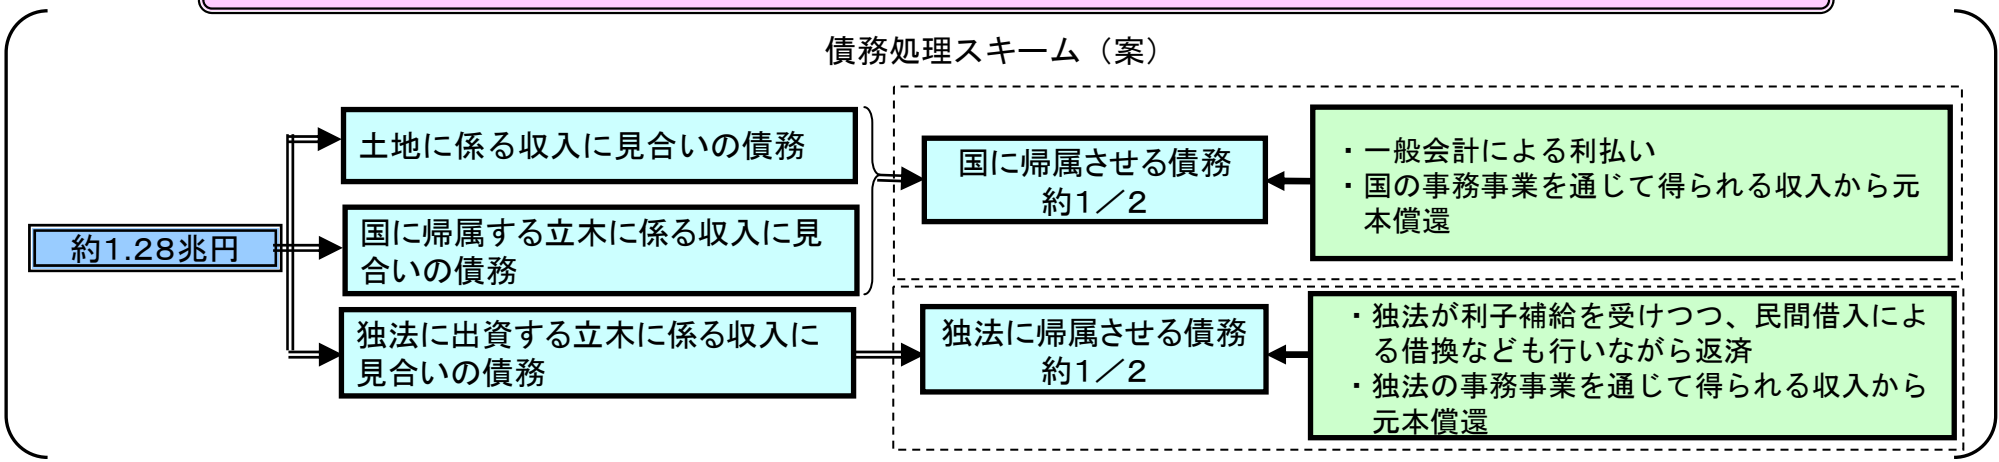 債務処理スキーム（案）
約1.28兆円
土地に係る収入に見合いの債務
国に帰属する立木に係る収入に見
合いの債務
独法に出資する立木に係る収入に
見合いの債務
国に帰属させる債務
約１／２
・一般会計による利払い
・国の事務事業を通じて得られる収入から元
本償還
独法に帰属させる債務
約１／２
・独法が利子補給を受けつつ、民間借入によ
る借換なども行いながら返済
・独法の事務事業を通じて得られる収入から
元本償還